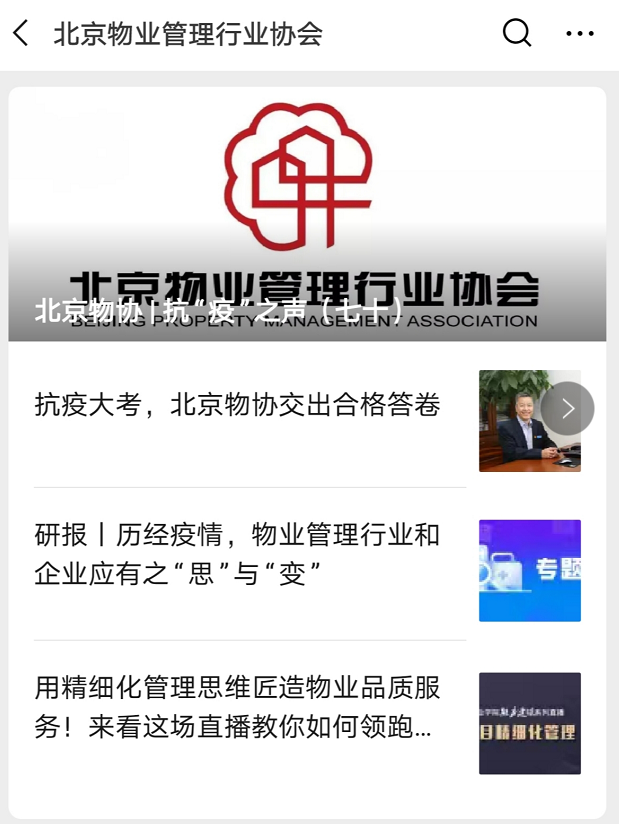 北京物业管理行业协会
北京物业管理行业协会
北京物协 | 抗“疫”之声（七十）
BEIJING PROPERTY MANAGEMENT ASSOCIATION
抗疫大考，北京物协交出合格答卷
研报丨历经疫情，物业管理行业和
企业应有之“思”与“变”
专题
用精细化管理思维匠造物业品质服
务！来看这场直播教你如何领跑...
目精细化管理